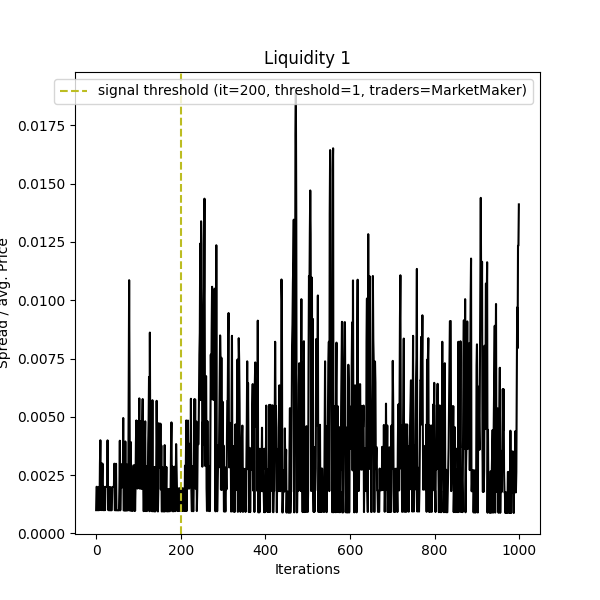 Liquidity 1
signal threshold (it=200, threshold=1, traders=MarketMaker)
0.0175
0.0150
0.0125
0.0100
0.0075
0.0050
0.0025
0.0000
Spread / avg. Price
0 200 400 600 800 1000
Iterations